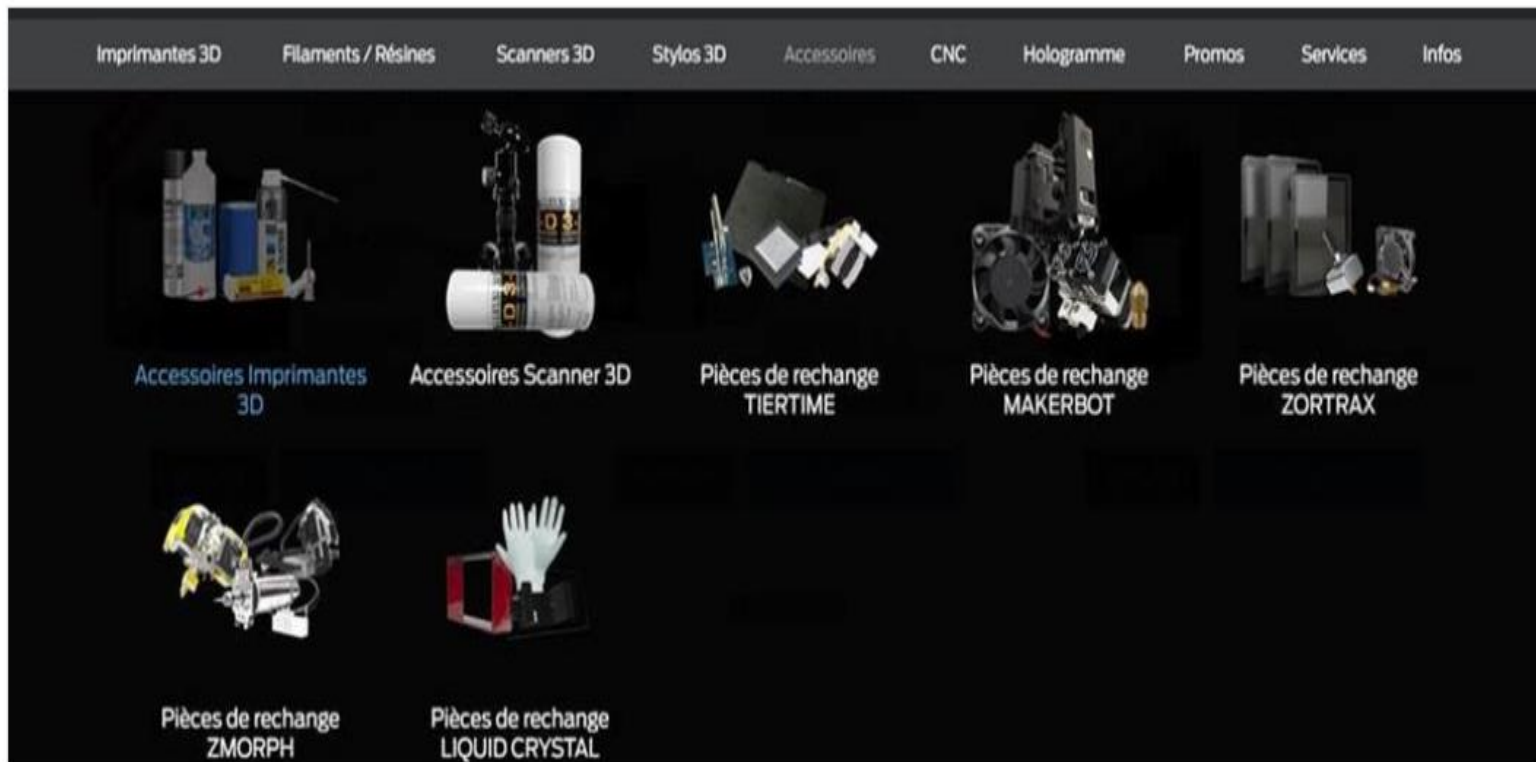 Imprimantes 3D
Filaments / Résines
Scanners 3D
Stylos 3D
Accessoires
CNC
Hologramme
Promos
Services
Infos
Accessoires Imprimantes
3D
Accessoires Scanner 3D
Pièces de rechange
TIERTIME
Pièces de rechange
MAKERBOT
Pièces de rechange
ZORTRAX
Pièces de rechange
ZMORPH
Pièces de rechange
LIQUID CRYSTAL